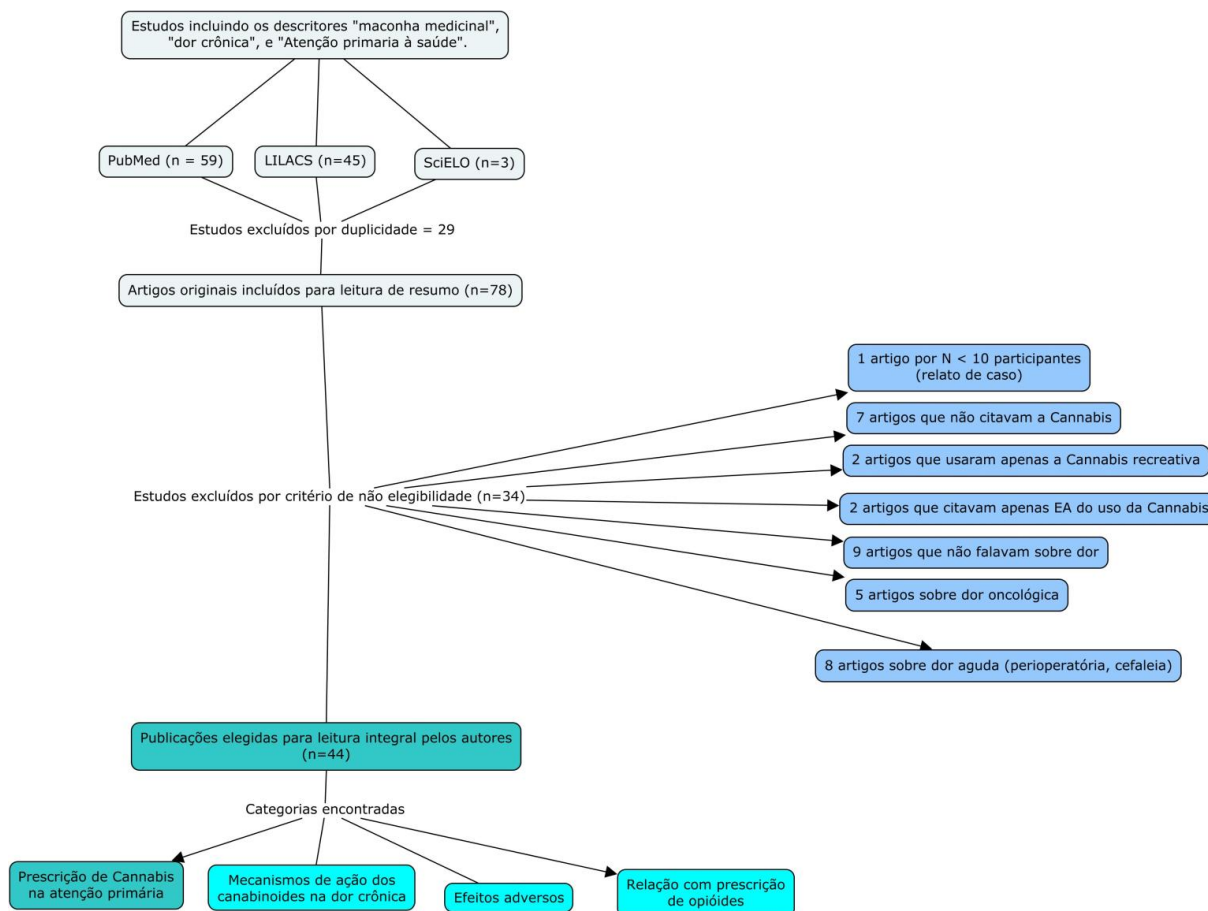 Estudos incluindo os descritores "maconha medicinal",
"dor crônica", e "Atenção primaria à saúde".
PubMed (n = 59)
LILACS (n=45)
SciELO (n=3)
Estudos excluídos por duplicidade = 29
Artigos originais incluídos para leitura de resumo (n=78)
1 artigo por N < 10 participantes
(relato de caso)
7 artigos que não citavam a Cannabis
2 artigos que usaram apenas a Cannabis recreativa
Estudos excluídos por critério de não elegibilidade (n=34)
2 artigos que citavam apenas EA do uso da Cannabis
9 artigos que não falavam sobre dor
5 artigos sobre dor oncológica
8 artigos sobre dor aguda (perioperatória, cefaleia)
Publicações elegidas para leitura integral pelos autores
(n=44)
Categorias encontradas
Prescrição de Cannabis
na atenção primária
Mecanismos de ação dos
canabinoides na dor crônica
Efeitos adversos
Relação com prescrição
de opióides